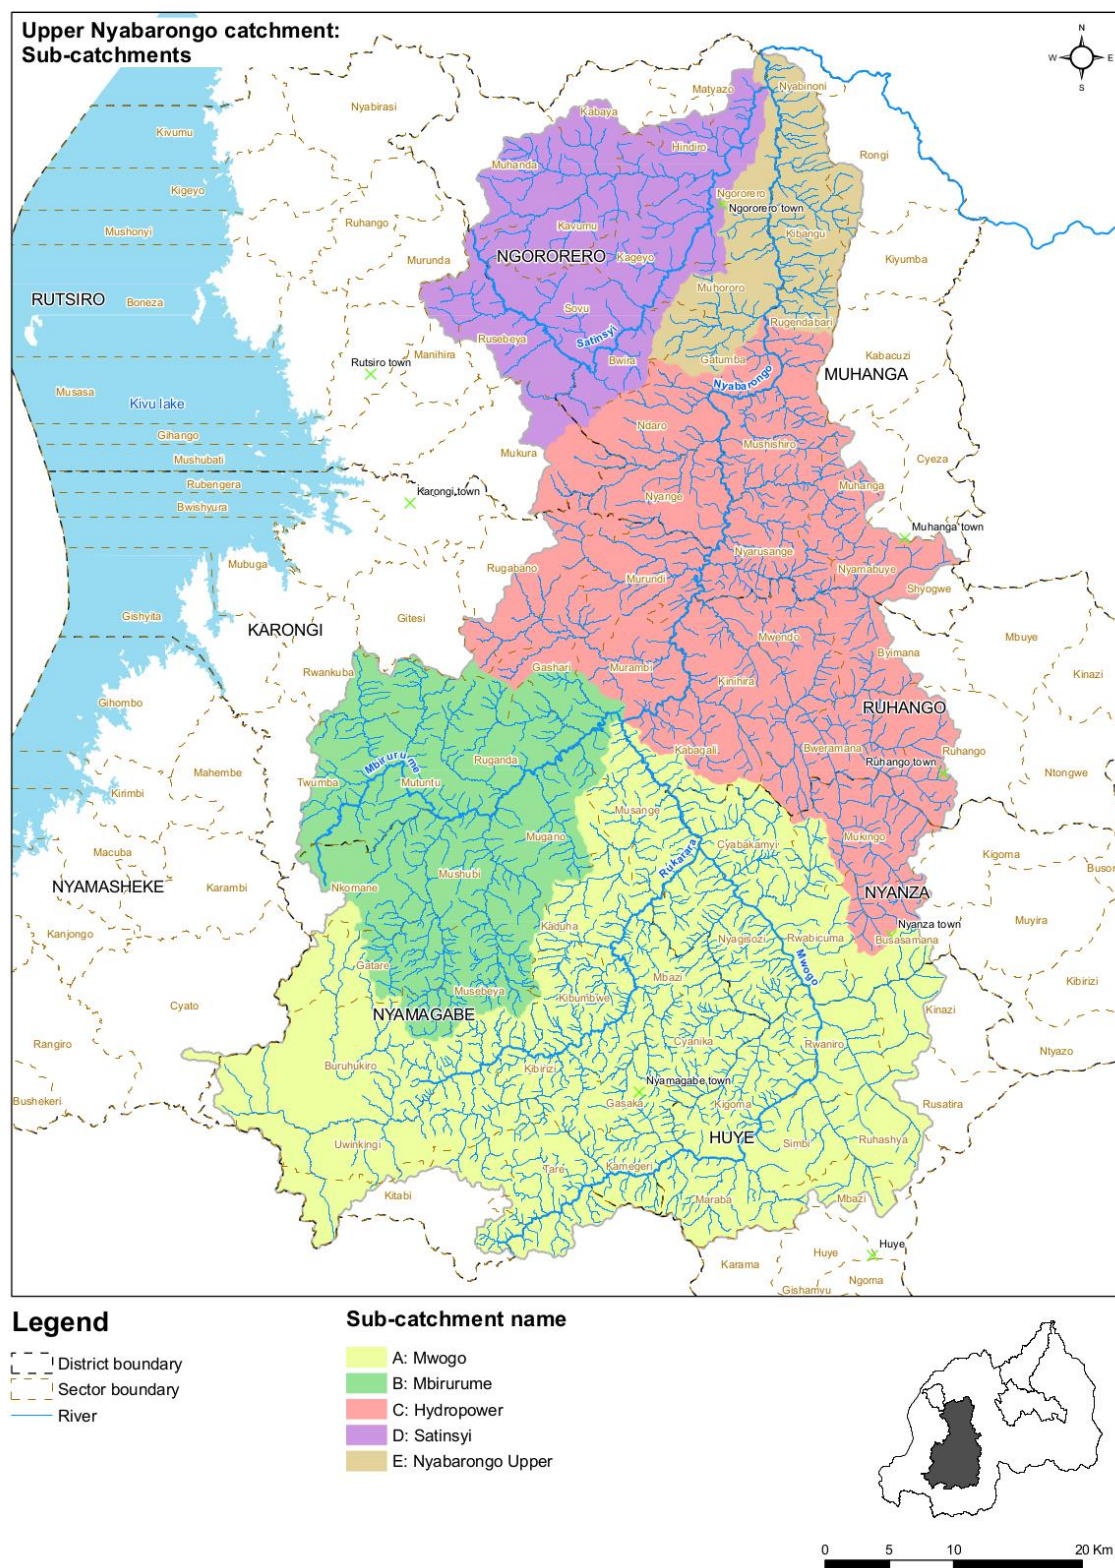 Upper Nyabarongo catchment:
Sub-catchments
N
W E
S
Nyabirasi
Matyazo
Nyabinoni
Kabaya
Kivumu
Hindiro
Rongi
Muhanda
Kigeyo
Ngororero
Ngororero town
Ruhango
Kavumu
Mushonyi
Kibangu
NGORORERO
Kageyo
Murunda
Kiyumba
Muhororo
RUTSIRO
Boneza
Sovu
Rugendabari
Satinsyi
Rusebeya
Manihira
Kabacuzi
Rutsiro town
Bwira
Gatumba
MUHANGA
Nyabarongo
Musasa
Kivu lake
Ndaro
Gihango
Mushishiro
Mukura
Cyeza
Mushubati
Rubengera
Muhanga
Karongi town
Nyange
Bwishyura
Muhanga town
Nyarusange
Mubuga
Rugabano
Murundi
Nyamabuye
Shyogwe
Gishyita
Gitesi
KARONGI
Mwendo
Mbuye
Byimana
Rwankuba
Gashari
Murambi
Kinazi
Kinihira
Gihombo
RUHANGO
Kabagali
Bweramana
Ruhango
Ruganda
Ruhango town
Mbirurume
Mahembe
Twumba
Mutuntu
Ntongwe
Kirimbi
Musange
Mugano
Mukingo
Cyabakamyi
Macuba
Rukarara
Kigoma
Mushubi
Busor
NYAMASHEKE
Karambi
Nkomane
NYANZA
Muyira
Kaduha
Nyanza town
Kanjongo
Nyagisozi
Rwabicuma
Busasamana
Gatare
Mwogo
Mbazi
Musebeya
Kibumbwe
Kibirizi
Cyato
NYAMAGABE
Kinazi
Cyanika
Rangiro
Rwaniro
Ntyazo
Buruhukiro
Kibirizi
Nyamagabe town
Bushekeri
Gasaka
Kigoma
Rusatira
HUYE
Uwinkingi
Simbi
Ruhashya
Tare
Kamegeri
Kitabi
Maraba
Mbazi
Huye
Huye
Karama
Ngoma
Gishamvu
Legend
District boundary
Sector boundary
River
Sub-catchment name
A: Mwogo
B: Mbirurume
C: Hydropower
D: Satinsyi
E: Nyabarongo Upper
0 5 10 20 Km